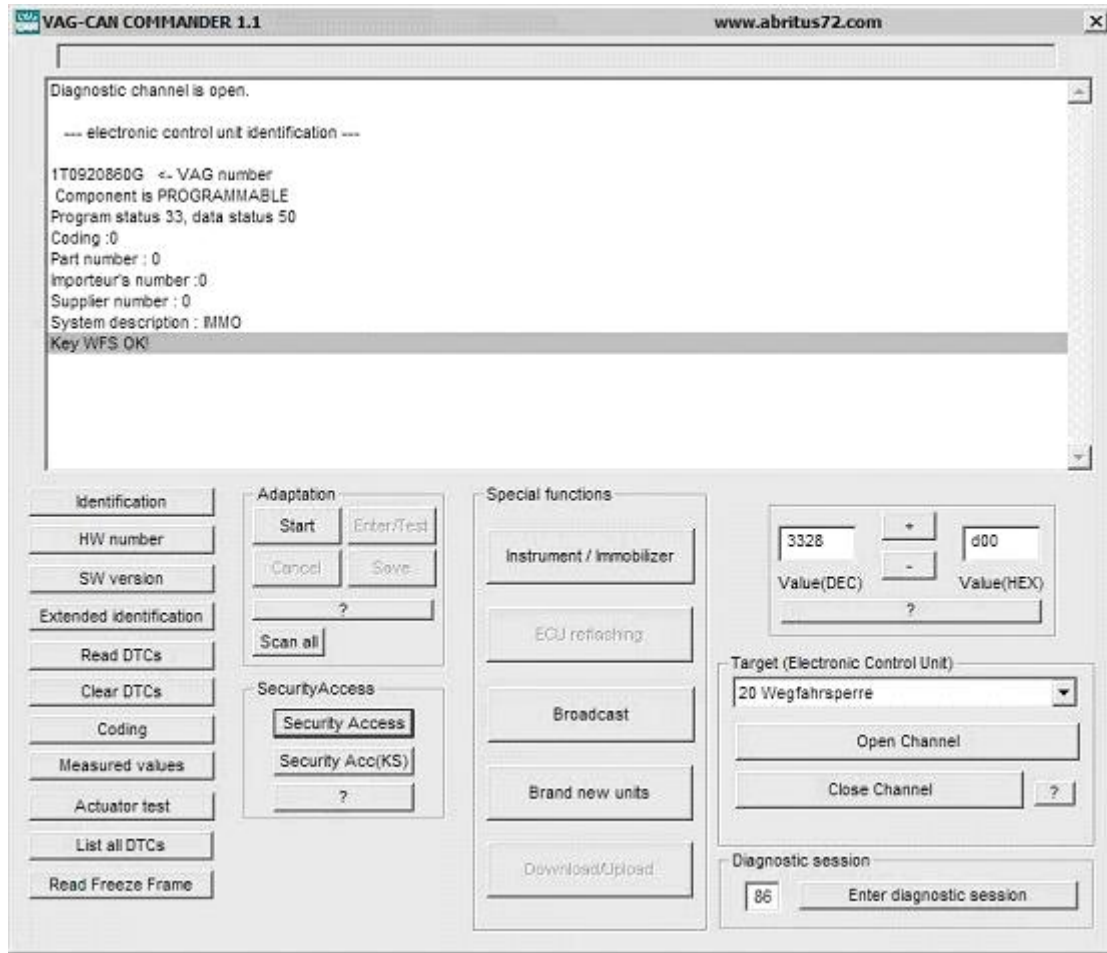 VAG-CAN COMMANDER 1.1 www.abritus72.com X
Diagnostic channel is open.
--- electronic control unit identification ---
1T0920860G <- VAG number
Component is PROGRAMMABLE
Program status 33, data status 50
Coding :0
Part number : 0
Importeur's number :0
Supplier number : 0
System description : IMMO
Key WFS OK!
Identification
HW number
SW version
Extended identification
Read DTCs
Clear DTCs
Coding
Measured values
Actuator test
List all DTCs
Read Freeze Frame
Adaptation
Start Enter/Test
Cancel Save
?
Scan all
SecurityAccess
Security Access
Security Acc(KS)
?
Special functions
Instrument / Immobilizer
ECU reflashing
Broadcast
Brand new units
Download/Upload
3328 + d00
-
Value(DEC) Value(HEX)
?
Target (Electronic Control Unit)
20 Wegfahrsperre
Open Channel
Close Channel ?
Diagnostic session
86 Enter diagnostic session